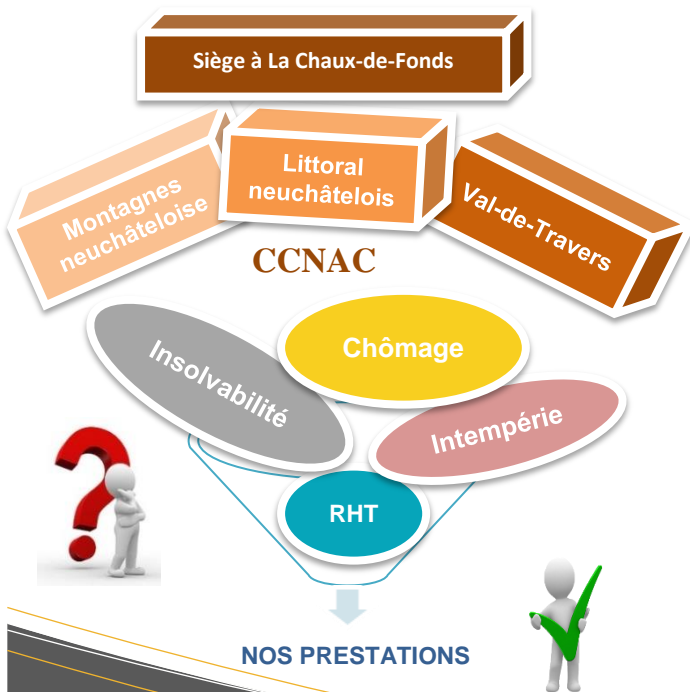 Siège à La Chaux-de-Fonds
Montagnes
neuchâteloise
Littoral
neuchâtelois
Val-de-Travers
CCNAC
Insolvabilité
Chômage
Intempérie
RHT
NOS PRESTATIONS